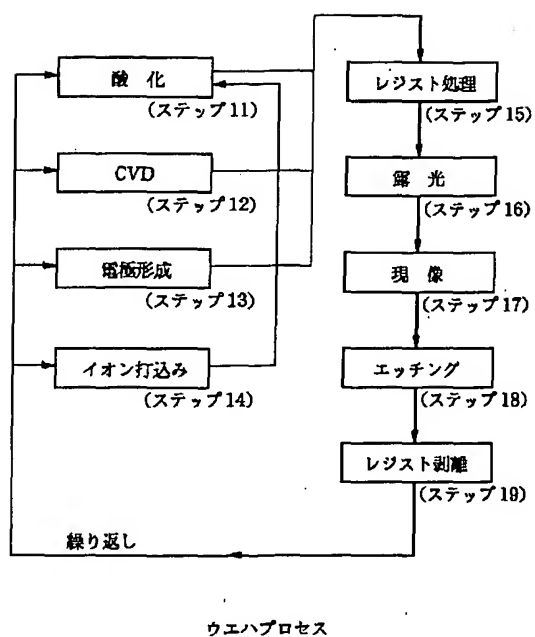 酸化
(ステップ11)
CVD
(ステップ12)
電極形成
(ステップ13)
イオン打込み
(ステップ14)
レジスト処理
(ステップ15)
露光
(ステップ16)
現像
(ステップ17)
エッチング
(ステップ18)
レジスト剥離
(ステップ19)
繰り返し
ウエハプロセス